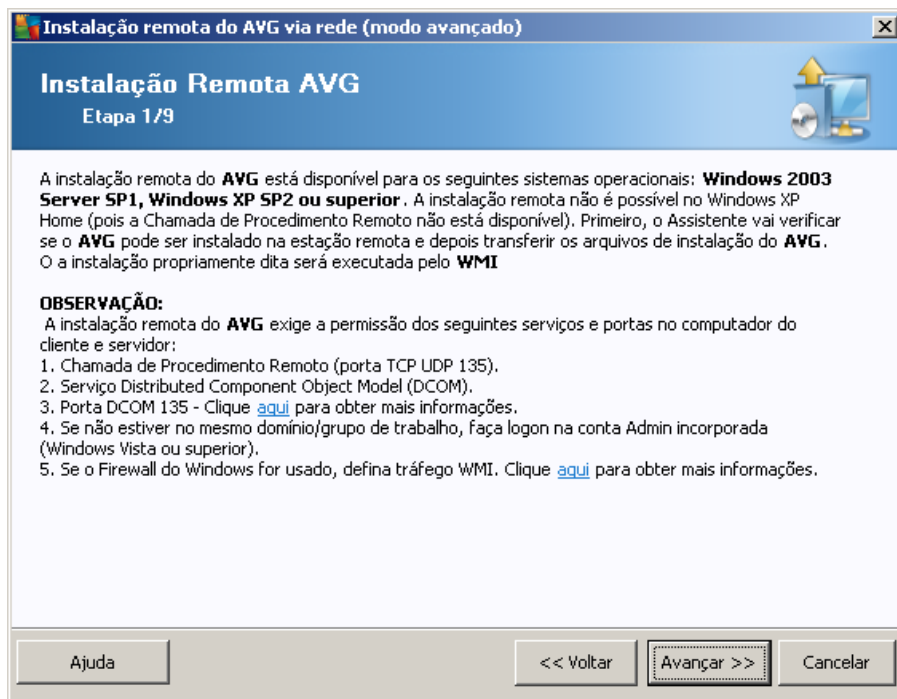 Instalação remota do AVG via rede (modo avançado)
Instalação Remota AVG
Etapa 1/9
A instalação remota do AVG está disponível para os seguintes sistemas operacionais: Windows 2003
Server SP1, Windows XP SP2 ou superior. A instalação remota não é possível no Windows XP
Home (pois a Chamada de Procedimento Remoto não está disponível). Primeiro, o Assistente vai verificar
se o AVG pode ser instalado na estação remota e depois transferir os arquivos de instalação do AVG.
O a instalação propriamente dita será executada pelo WMI
OBSERVAÇÃO:
A instalação remota do AVG exige a permissão dos seguintes serviços e portas no computador do
cliente e servidor:
1. Chamada de Procedimento Remoto (porta TCP UDP 135).
2. Serviço Distributed Component Object Model (DCOM).
3. Porta DCOM 135 - Clique aqui para obter mais informações.
4. Se não estiver no mesmo domínio/grupo de trabalho, faça logon na conta Admin incorporada
(Windows Vista ou superior).
5. Se o Firewall do Windows for usado, defina tráfego WMI. Clique aqui para obter mais informações.
Ajuda
<< Voltar
Avançar >>
Cancelar